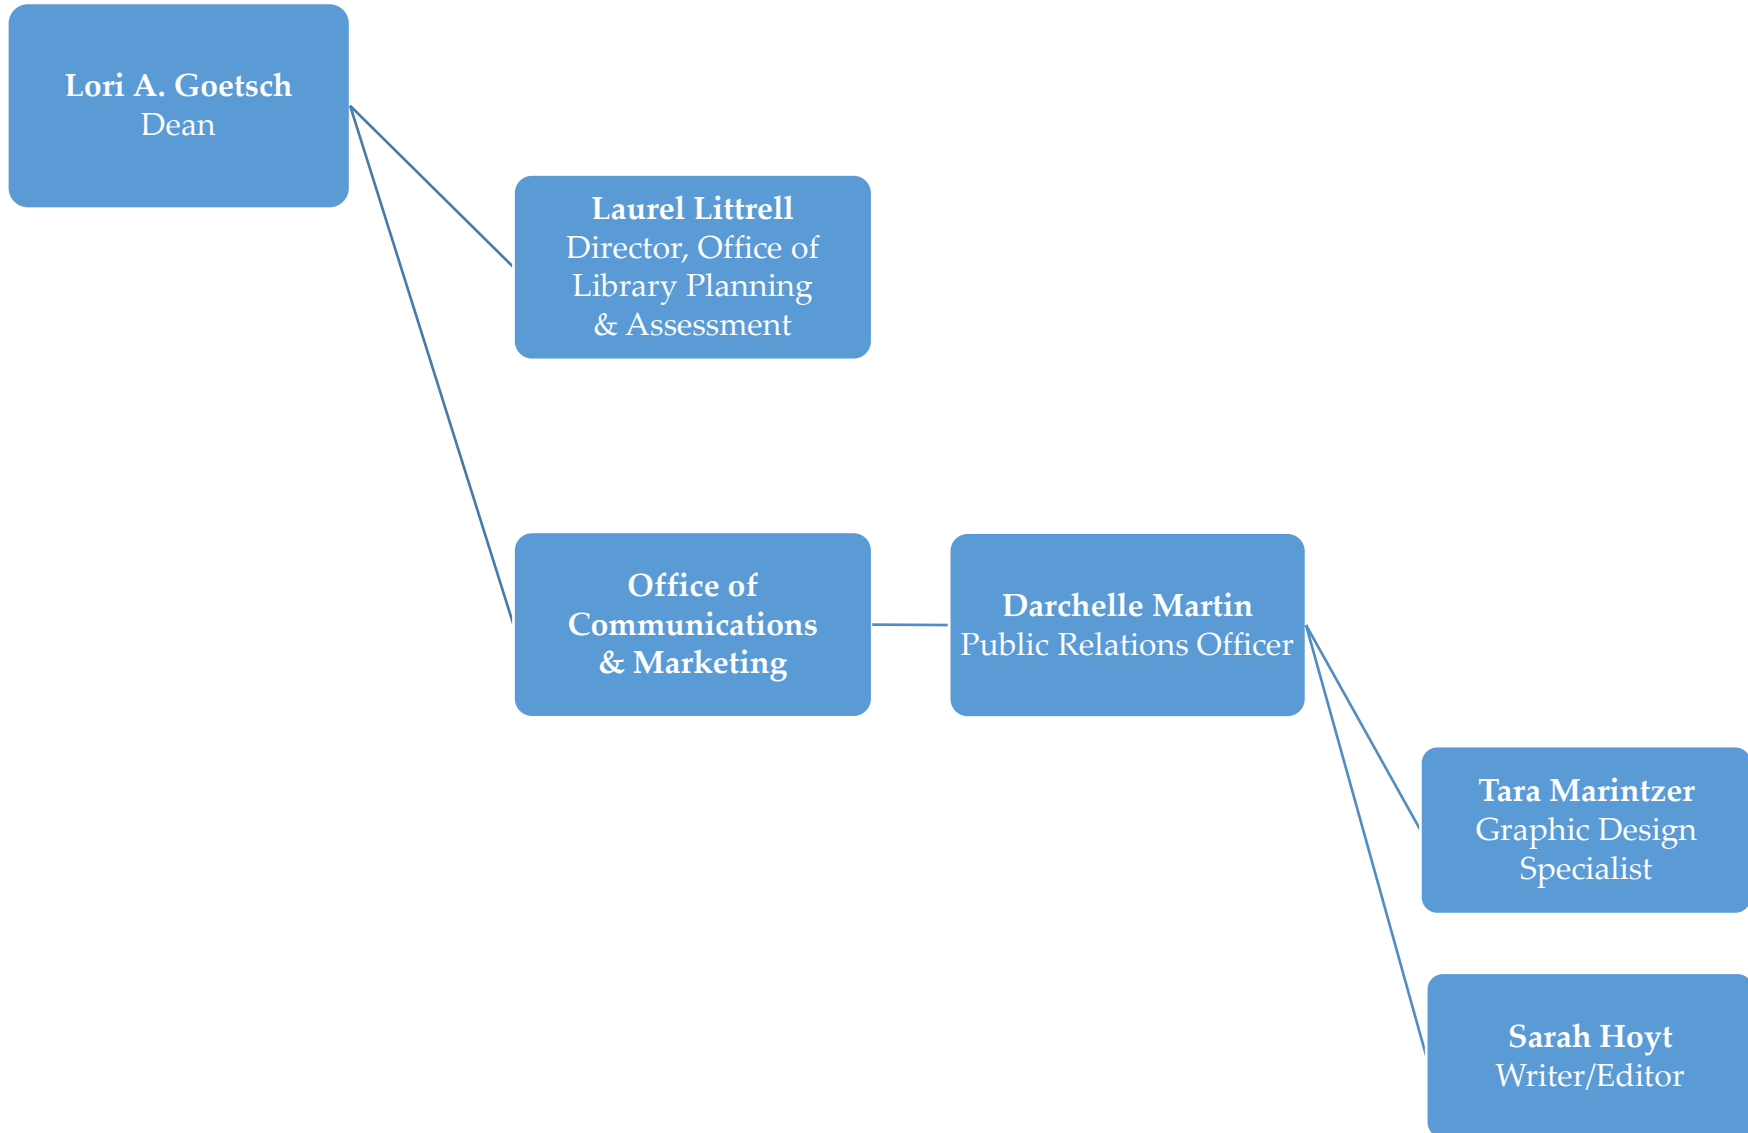 Lori A. Goetsch
Dean
Laurel Littrell
Director, Office of
Library Planning
& Assessment
Office of
Communications
& Marketing
Darchelle Martin
Public Relations Officer
Tara Marintzer
Graphic Design
Specialist
Sarah Hoyt
Writer/Editor